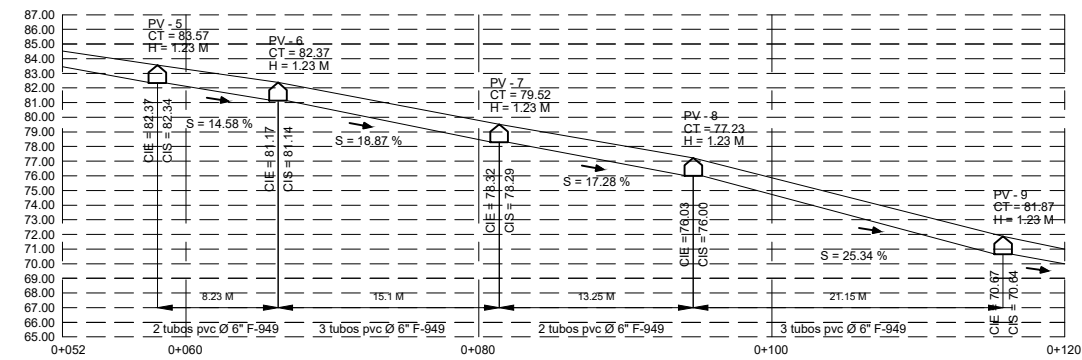 87.00
86.00
85.00
84.00
83.00
82.00
81.00
80.00
79.00
78.00
77.00
76.00
75.00
74.00
73.00
72.00
71.00
70.00
69.00
68.00
67.00
66.00
65.00
PV - 5
CT = 83.57
H = 1.23 M
CIE = 82.37
CIS = 82.34
S = 14.58 %
PV - 6
CT = 82.37
H = 1.23 M
CIE = 81.17
CIS = 81.14
S = 18.87 %
PV - 7
CT = 79.52
H = 1.23 M
CIE = 78.32
CIS = 78.29
S = 17.28 %
PV - 8
CT = 77.23
H = 1.23 M
CIE = 76.03
CIS = 76.00
S = 25.34 %
PV - 9
CT = 81.87
H = 1.23 M
CIE = 70.67
CIS = 70.64
8.23 M
15.1 M
13.25 M
21.15 M
2 tubos pvc Ø 6" F-949
3 tubos pvc Ø 6" F-949
2 tubos pvc Ø 6" F-949
3 tubos pvc Ø 6" F-949
0+052
0+060
0+080
0+100
0+120